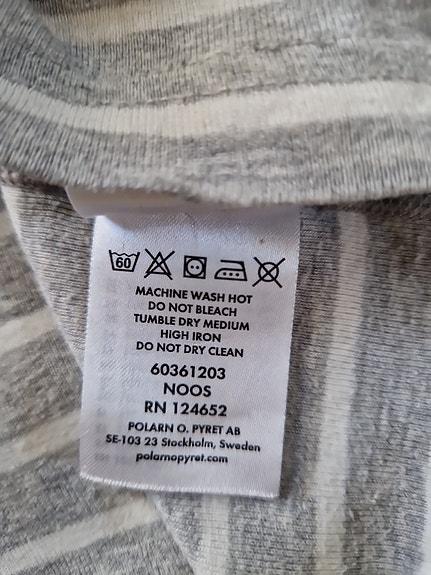 60
MACHINE WASH HOT
DO NOT BLEACH
TUMBLE DRY MEDIUM
HIGH IRON
DO NOT DRY CLEAN
60361203
NOOS
RN 124652
POLARN O. PYRET AB
SE-103 23 Stockholm, Sweden
polarnopyret.com